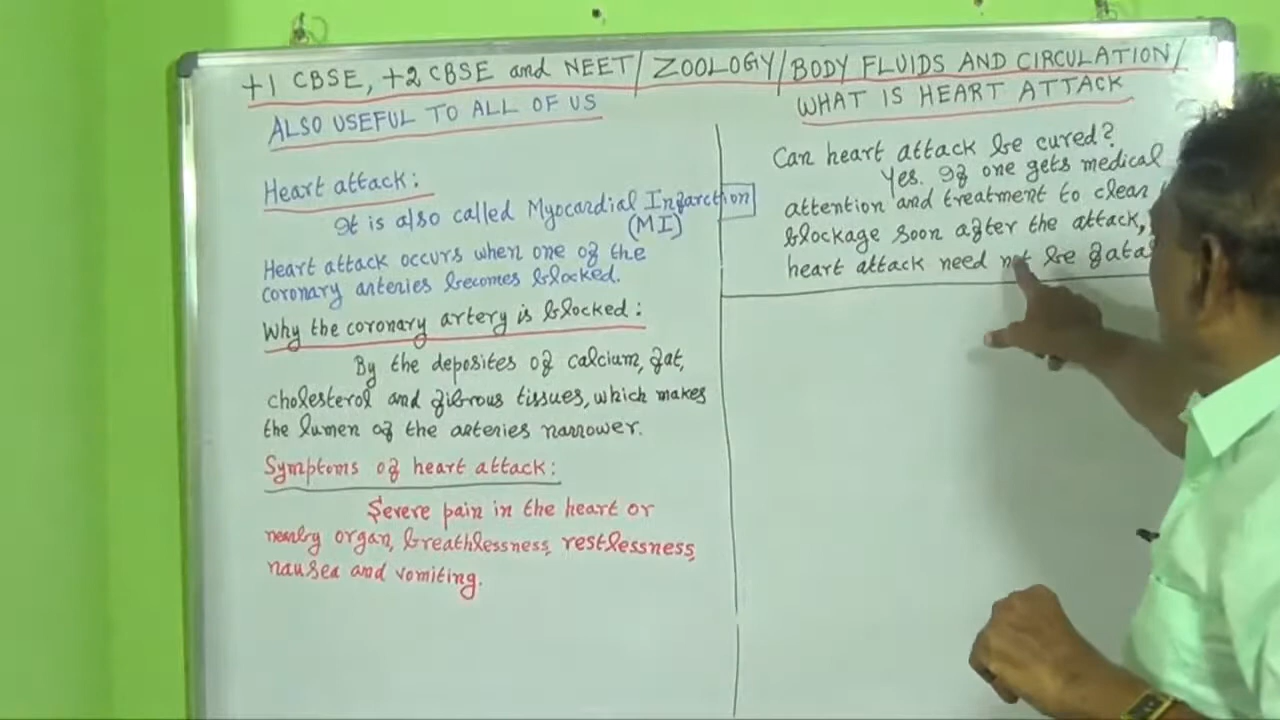 +1 CBSE, +2 CBSE and NEET/ ZOOLOGY/ BODY FLUIDS AND CIRCULATION/
WHAT IS HEART ATTACK
ALSO USEFUL TO ALL OF US
Heart attack:
It is also called Myocardial Infarction
(MI)
Heart attack occurs when one of the
coronary arteries becomes blocked.
Why the coronary artery is blocked:
By the deposites of calcium, fat,
cholesterol and fibrous tissues, which makes
the lumen of the arteries narrower.
Symptoms of heart attack:
Severe pain in the heart or
nearby organ, breathlessness, restlessness,
nausea and vomiting.
Can heart attack be cured?
Yes. If one gets medical
attention and treatment to clear
blockage soon after the attack,
heart attack need not be